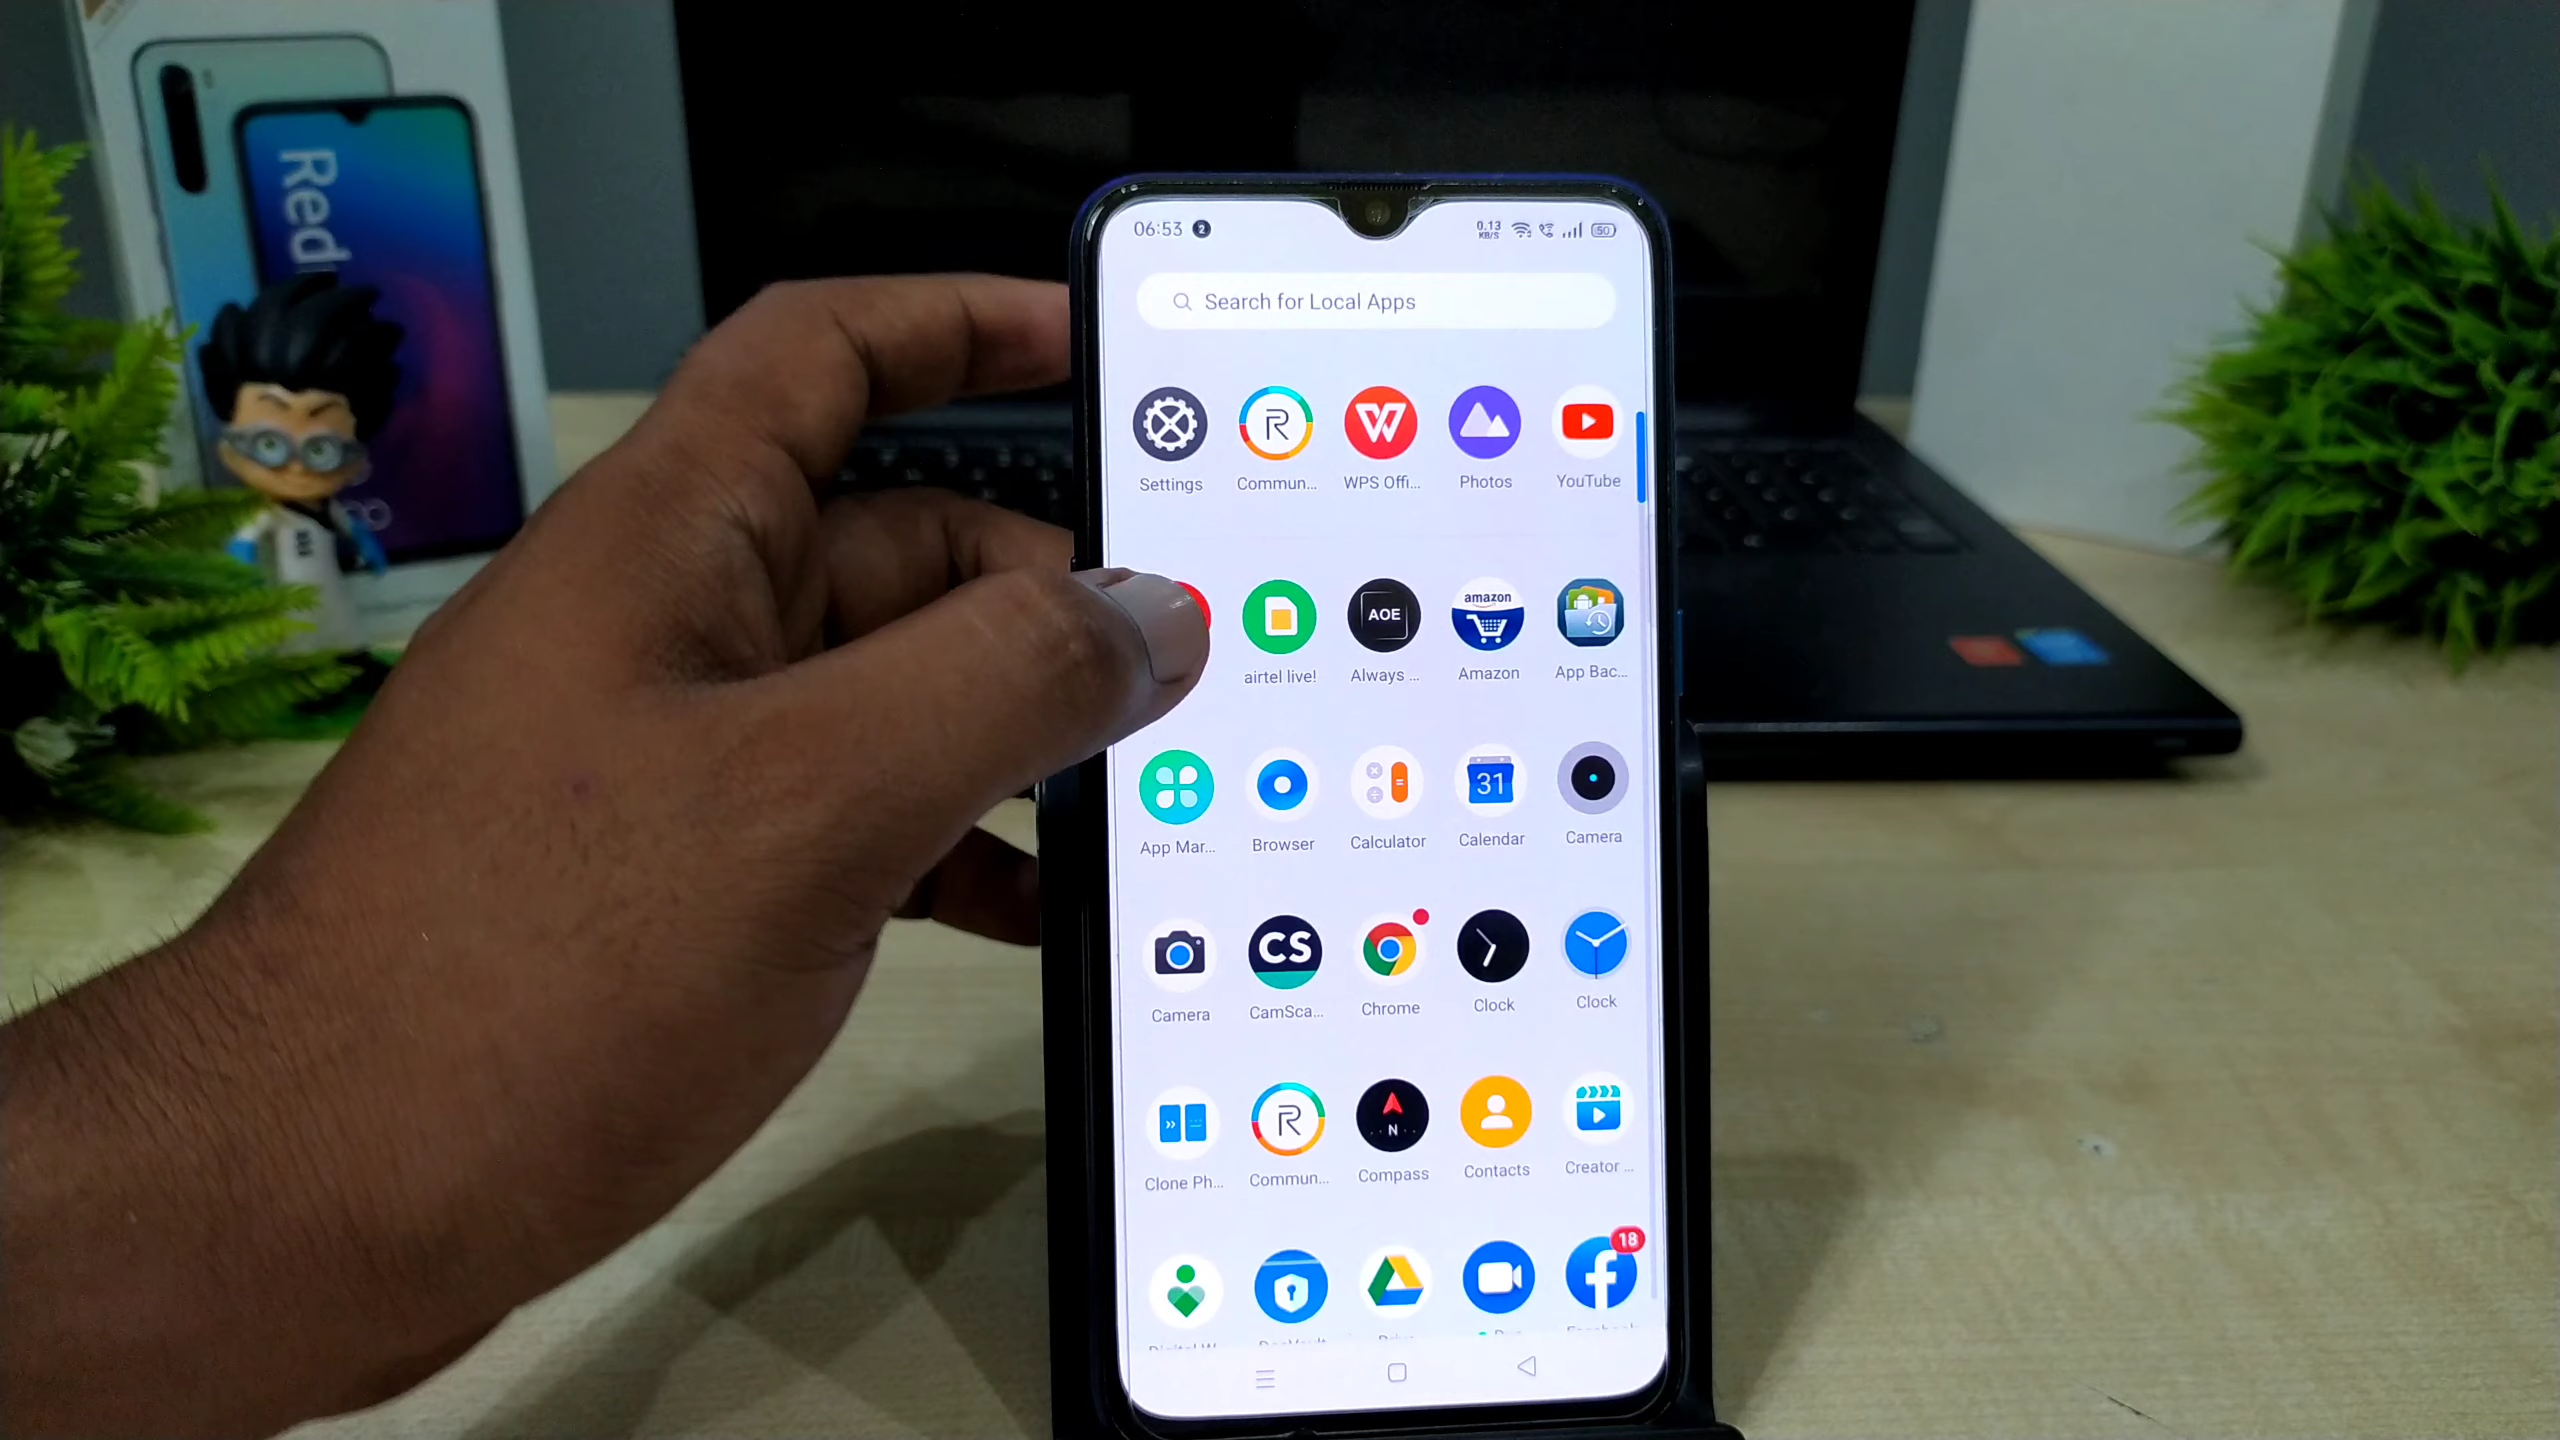 Redmi
06:53 2
0.13
KB/S
50
Search for Local Apps
Settings Commun... WPS Offi... Photos YouTube
AOE amazon
airtel live! Always ... Amazon App Bac...
31
App Mar... Browser Calculator Calendar Camera
CS
Camera CamSca... Chrome Clock Clock
N
Clone Ph... Commun... Compass Contacts Creator ...
18